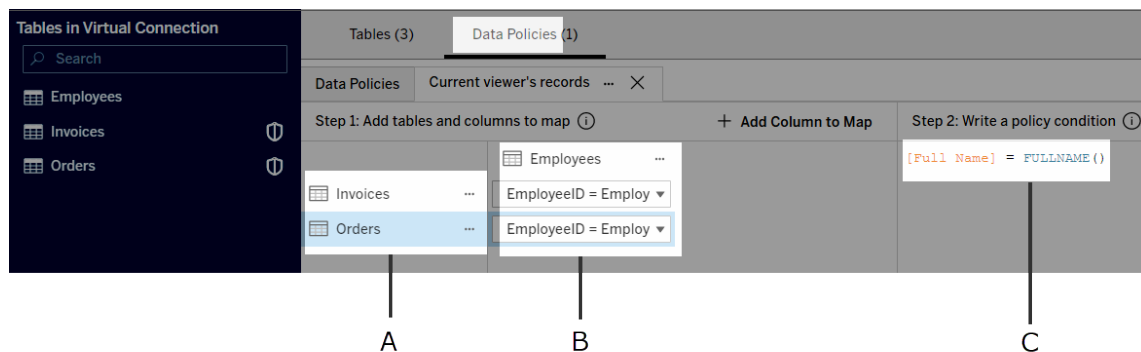 Tables in Virtual Connection
Search
Employees
Invoices
Orders
Tables (3)
Data Policies (1)
Data Policies
Current viewer's records
Step 1: Add tables and columns to map
+ Add Column to Map
Step 2: Write a policy condition
Employees
[Full Name] = FULLNAME()
Invoices
EmployeeID = Employ
Orders
EmployeeID = Employ
A
B
C